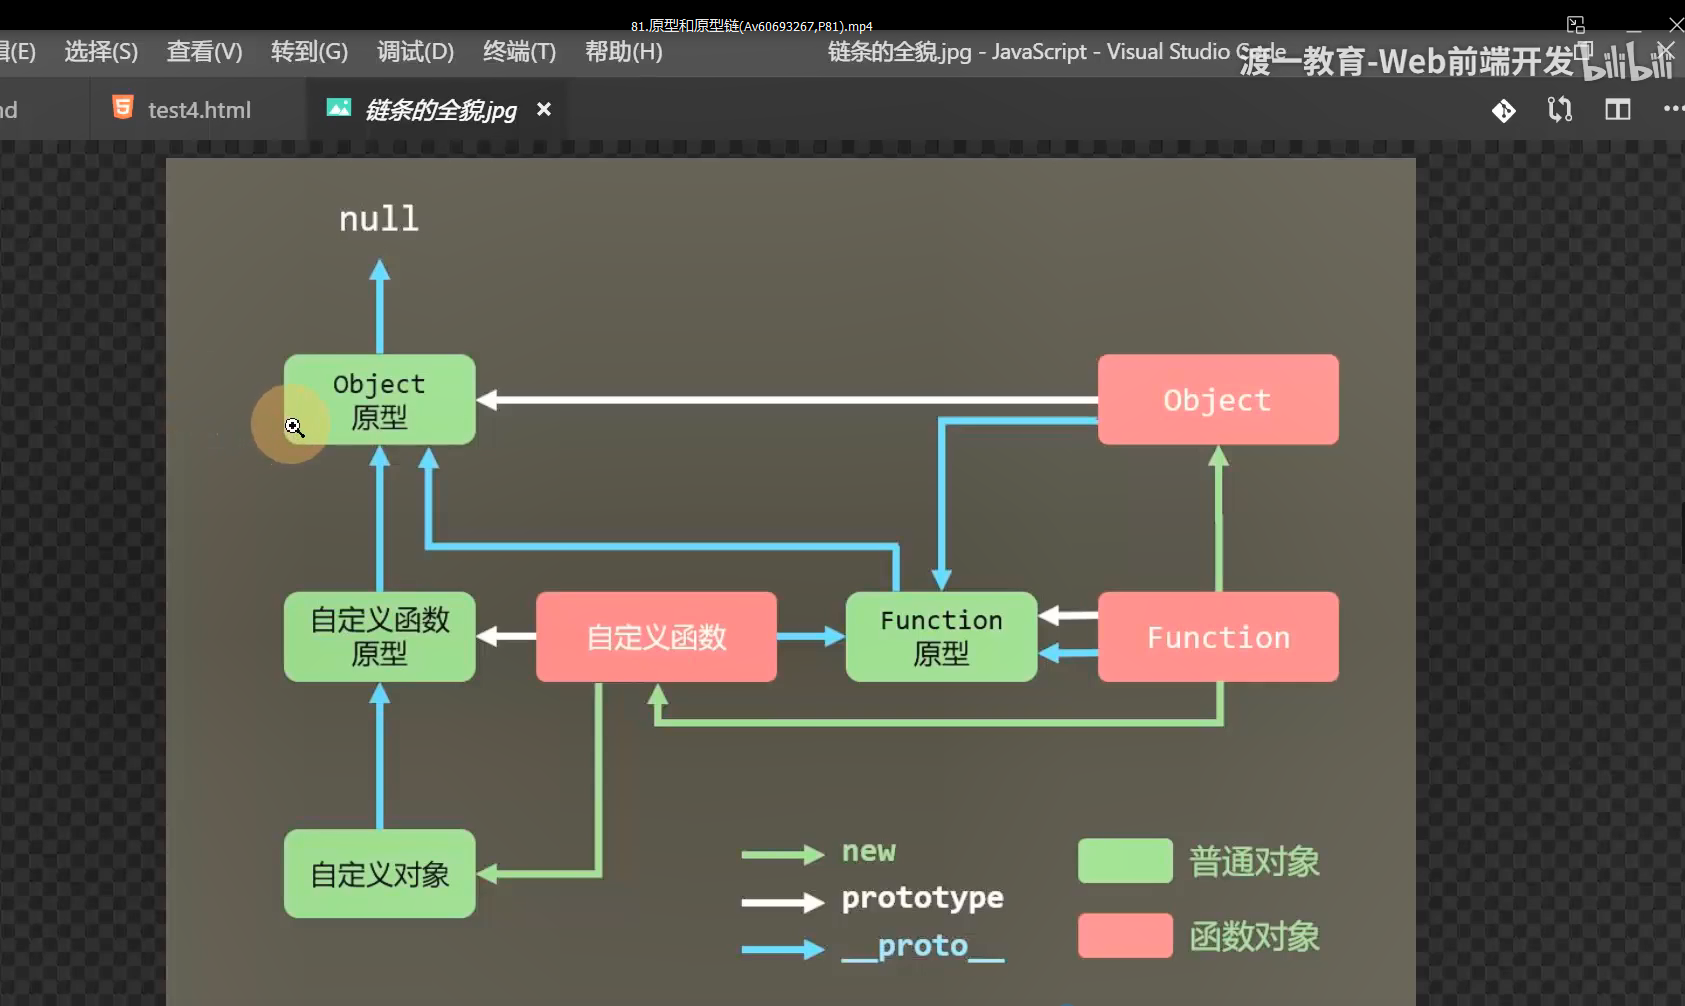 81.原型和原型链(Av60693267,P81).mp4
辑(E) 选择(S) 查看(V) 转到(G) 调试(D) 终端(T) 帮助(H) 链条的全貌.jpg - JavaScript - Visual Studio Code
渡一教育-Web前端开发 bilibili
nd test4.html 链条的全貌.jpg
null
Object
原型
Object
自定义函数
原型
自定义函数
Function
原型
Function
自定义对象
new
prototype
__proto__
普通对象
函数对象